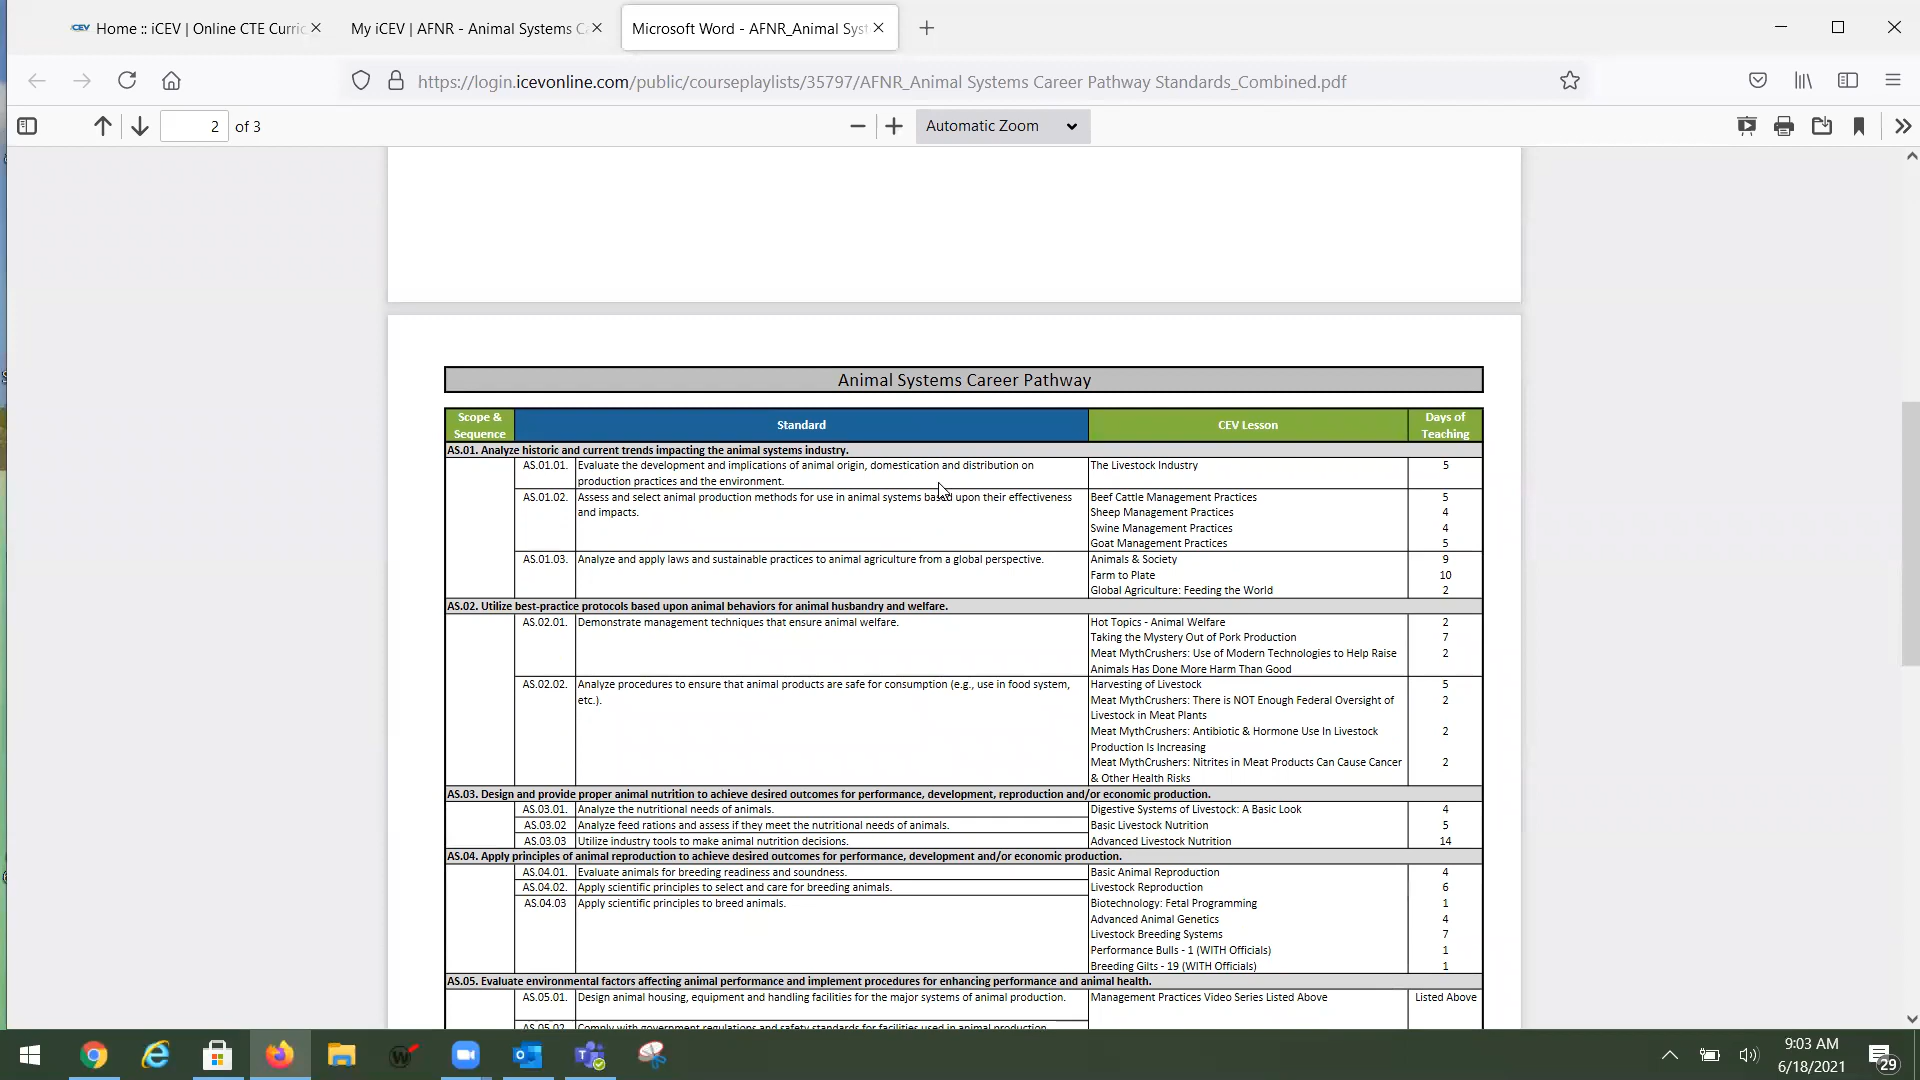 Home :: iCEV | Online CTE Curric
My iCEV | AFNR - Animal Systems C
Microsoft Word - AFNR_Animal Syst
https://login.icevonline.com/public/courseplaylists/35797/AFNR_Animal Systems Career Pathway Standards_Combined.pdf
2 of 3
Automatic Zoom
Animal Systems Career Pathway
Scope & Sequence Standard CEV Lesson Days of Teaching
AS.01. Analyze historic and current trends impacting the animal systems industry.
AS.01.01. Evaluate the development and implications of animal origin, domestication and distribution on The Livestock Industry 5
production practices and the environment.
AS.01.02. Assess and select animal production methods for use in animal systems based upon their effectiveness Beef Cattle Management Practices 5
and impacts. Sheep Management Practices 4
Swine Management Practices 4
Goat Management Practices 5
AS.01.03. Analyze and apply laws and sustainable practices to animal agriculture from a global perspective. Animals & Society 9
Farm to Plate 10
Global Agriculture: Feeding the World 2
AS.02. Utilize best-practice protocols based upon animal behaviors for animal husbandry and welfare.
AS.02.01. Demonstrate management techniques that ensure animal welfare. Hot Topics - Animal Welfare 2
Taking the Mystery Out of Pork Production 7
Meat MythCrushers: Use of Modern Technologies to Help Raise 2
Animals Has Done More Harm Than Good
AS.02.02. Analyze procedures to ensure that animal products are safe for consumption (e.g., use in food system, Harvesting of Livestock 5
etc.). Meat MythCrushers: There is NOT Enough Federal Oversight of 2
Livestock in Meat Plants
Meat MythCrushers: Antibiotic & Hormone Use In Livestock 2
Production Is Increasing
Meat MythCrushers: Nitrites in Meat Products Can Cause Cancer 2
& Other Health Risks
AS.03. Design and provide proper animal nutrition to achieve desired outcomes for performance, development, reproduction and/or economic production.
AS.03.01. Analyze the nutritional needs of animals. Digestive Systems of Livestock: A Basic Look 4
AS.03.02 Analyze feed rations and assess if they meet the nutritional needs of animals. Basic Livestock Nutrition 5
AS.03.03 Utilize industry tools to make animal nutrition decisions. Advanced Livestock Nutrition 14
AS.04. Apply principles of animal reproduction to achieve desired outcomes for performance, development and/or economic production.
AS.04.01. Evaluate animals for breeding readiness and soundness. Basic Animal Reproduction 4
AS.04.02. Apply scientific principles to select and care for breeding animals. Livestock Reproduction 6
AS.04.03 Apply scientific principles to breed animals. Biotechnology: Fetal Programming 1
Advanced Animal Genetics 4
Livestock Breeding Systems 7
Performance Bulls - 1 (WITH Officials) 1
Breeding Gilts - 19 (WITH Officials) 1
AS.05. Evaluate environmental factors affecting animal performance and implement procedures for enhancing performance and animal health.
AS.05.01. Design animal housing, equipment and handling facilities for the major systems of animal production. Management Practices Video Series Listed Above Listed Above
AS.05.02. Comply with government regulations and safety standards for facilities used in animal production.
9:03 AM
6/18/2021
29